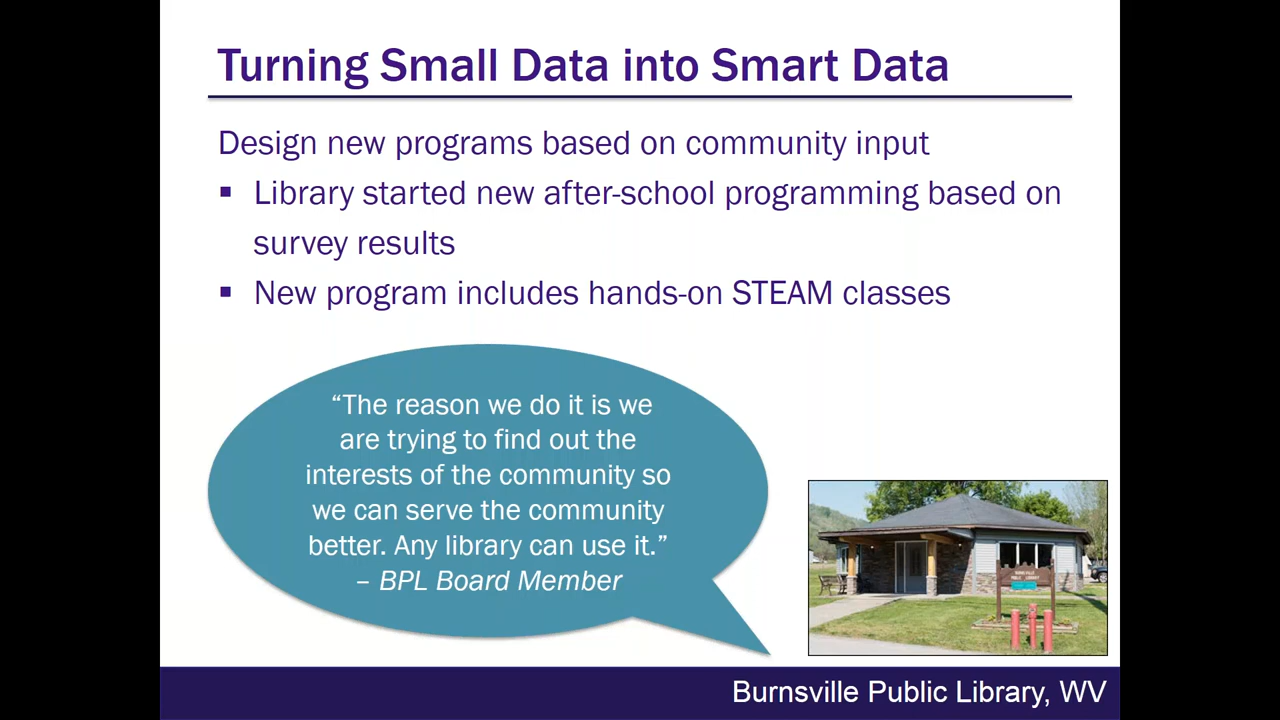 Turning Small Data into Smart Data
Design new programs based on community input
▪ Library started new after-school programming based on
survey results
▪ New program includes hands-on STEAM classes
“The reason we do it is we
are trying to find out the
interests of the community so
we can serve the community
better. Any library can use it.”
– BPL Board Member
BURNSVILLE
PUBLIC LIBRARY
Burnsville Public Library, WV